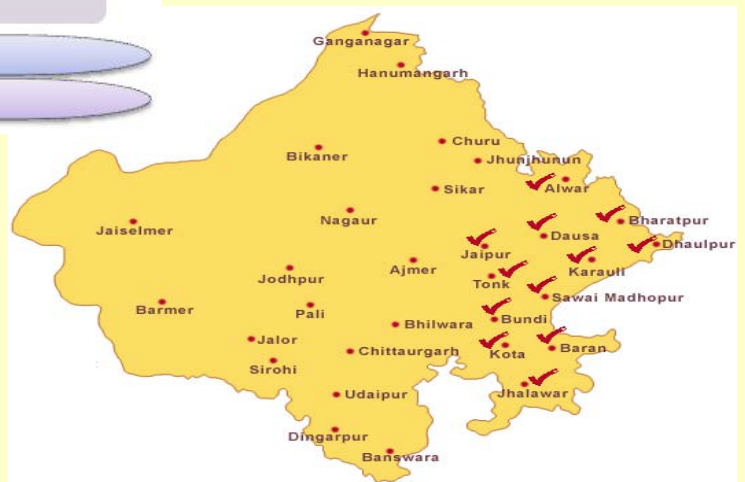 Ganganagar
Hanumangarh
Churu
Bikaner
Jhunjhunun
Sikar
Alwar
Nagaur
Jaiselmer
Bharatpur
Dausa
Dhaulpur
Jaipur
Ajmer
Karauli
Jodhpur
Tonk
Barmer
Pali
Sawai Madhopur
Bhilwara
Bundi
Jalor
Chittaurgarh
Kota
Baran
Sirohi
Udaipur
Jhalawar
Dingarpur
Banswara